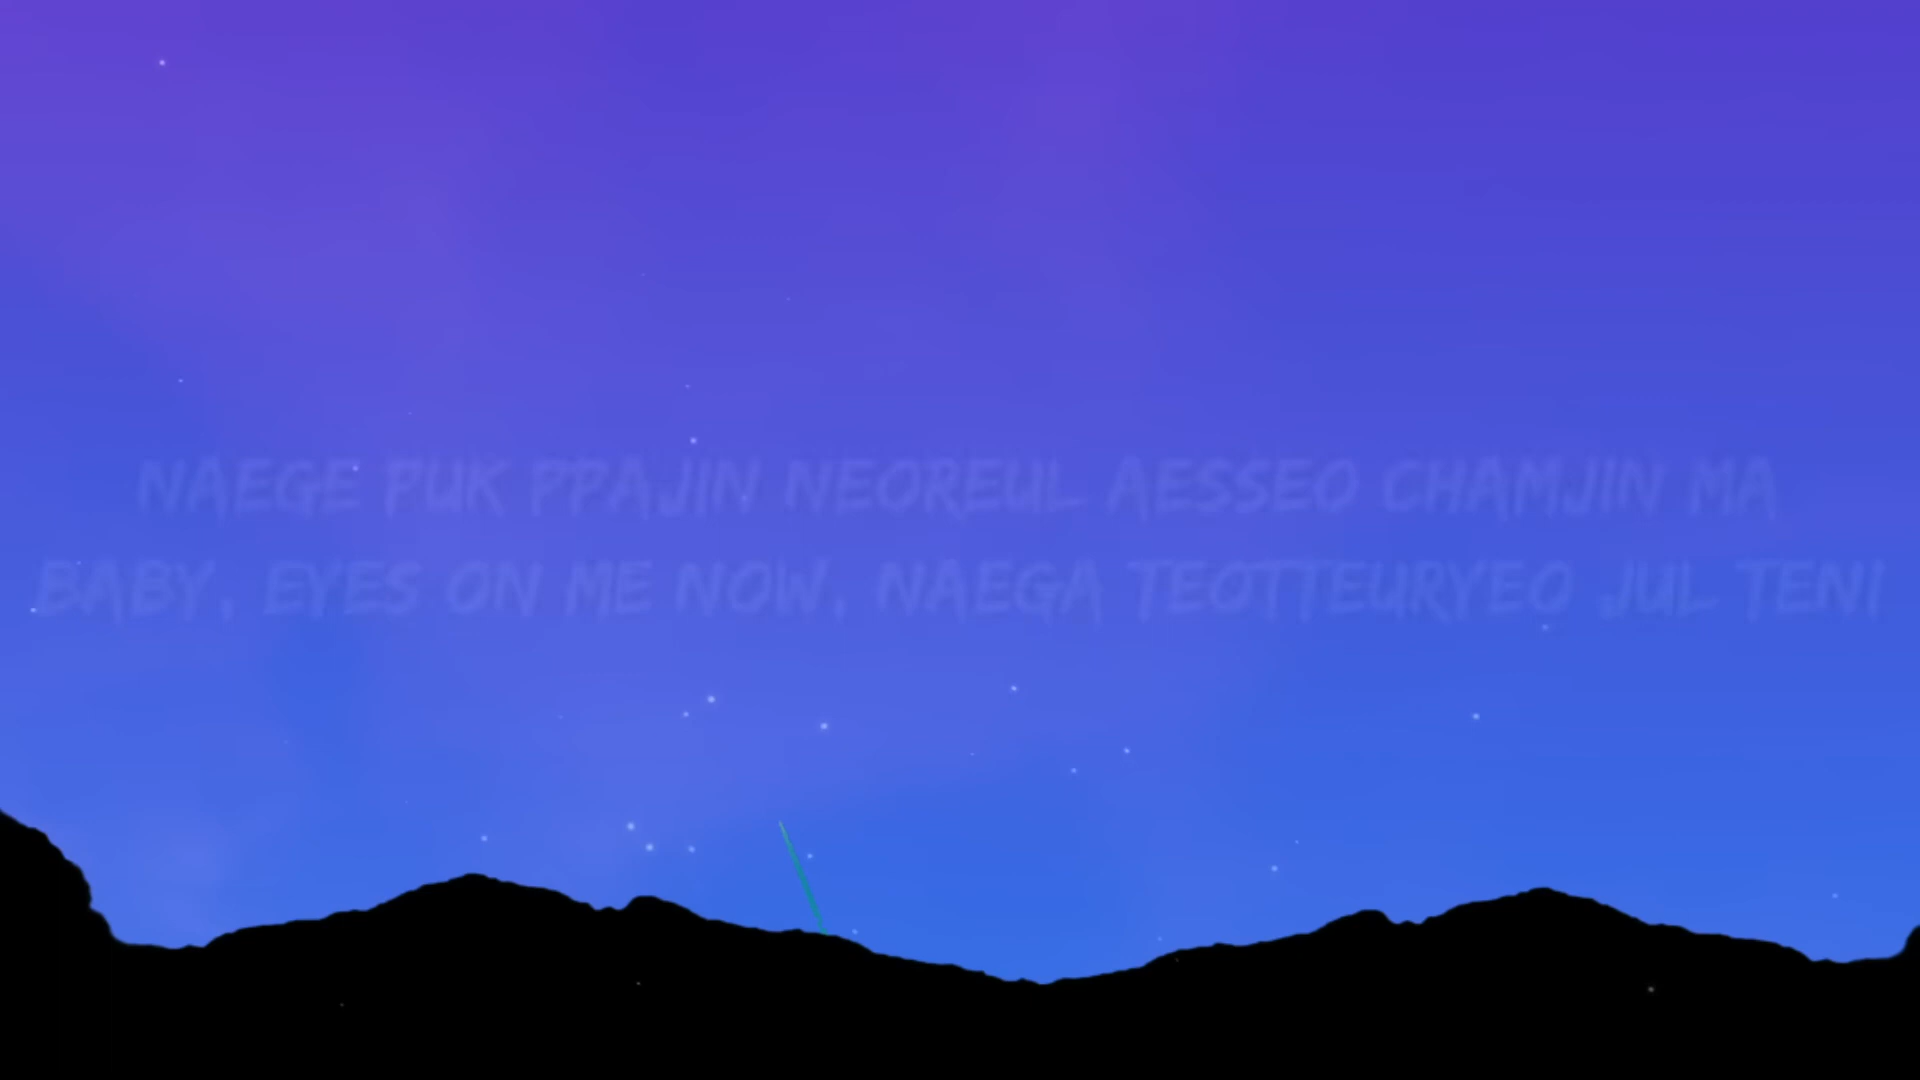 NAEGE PUK PPAJIN NEOREUL AESSEO CHAMJIN MA
BABY, EYES ON ME NOW, NAEGA TEOTTEURYEO JUL TENI